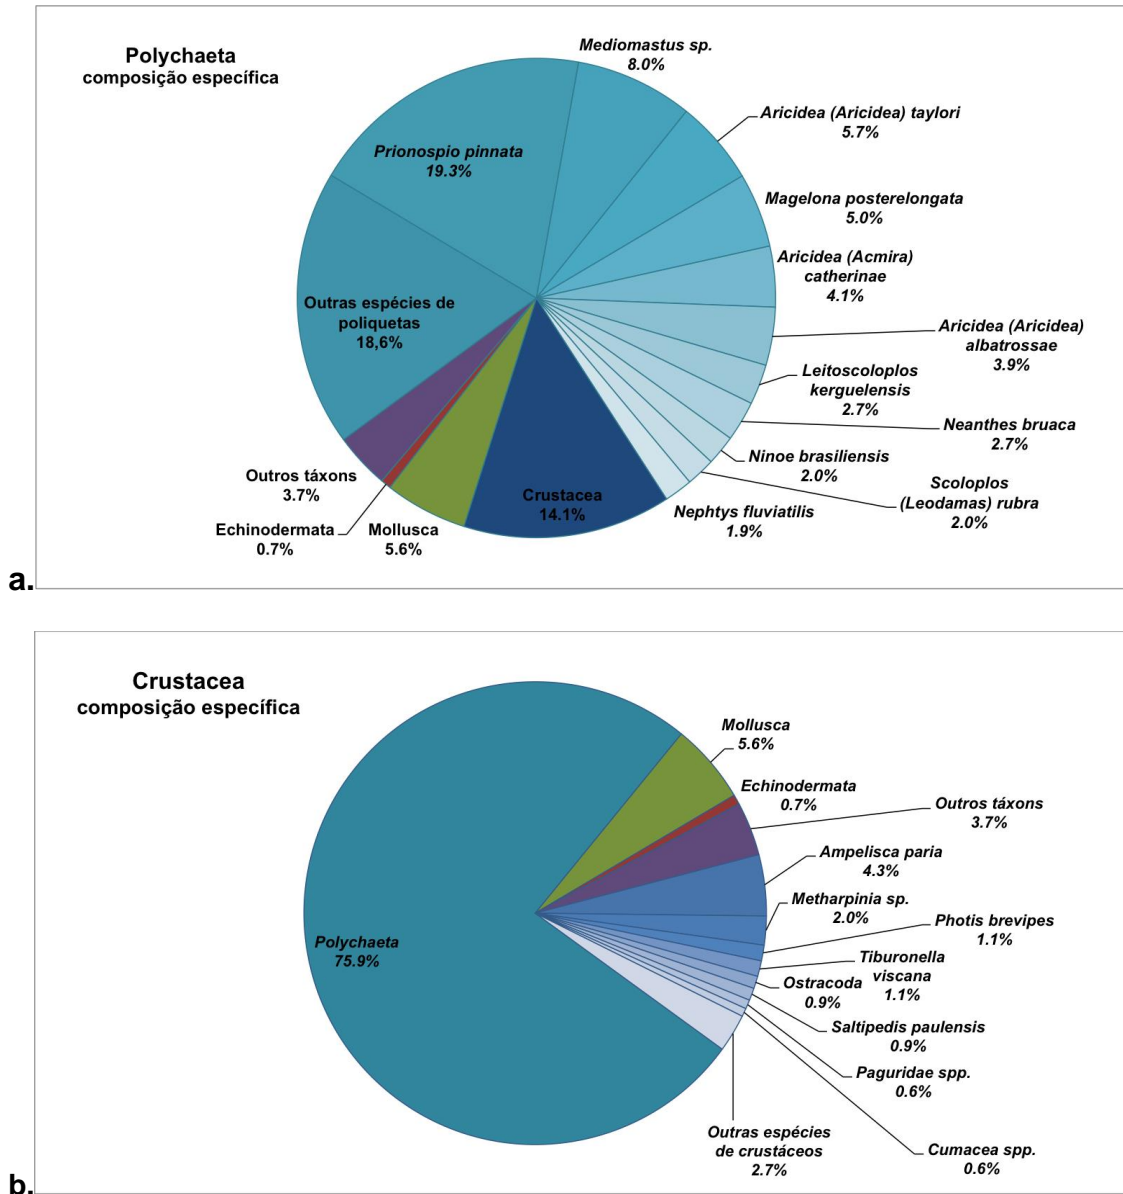 Polychaeta
composição específica
Mediomastus sp.
8.0%
Aricidea (Aricidea) taylori
5.7%
Prionospio pinnata
19.3%
Magelona posterelongata
5.0%
Aricidea (Acmira)
catherinae
4.1%
Outras espécies de
poliquetas
18,6%
Aricidea (Aricidea)
albatrossae
3.9%
Leitoscoloplos
kerguelensis
2.7%
Neanthes bruaca
2.7%
Ninoe brasiliensis
2.0%
Scoloplos
(Leodamas) rubra
2.0%
Nephtys fluviatilis
1.9%
Crustacea
14.1%
Outros táxons
3.7%
Echinodermata
0.7%
Mollusca
5.6%
a.
Crustacea
composição específica
Mollusca
5.6%
Echinodermata
0.7%
Outros táxons
3.7%
Ampelisca paria
4.3%
Metharpinia sp.
2.0%
Photis brevipes
1.1%
Polychaeta
75.9%
Tiburonella
viscana
1.1%
Ostracoda
0.9%
Saltipedis paulensis
0.9%
Paguridae spp.
0.6%
Outras espécies
de crustáceos
2.7%
Cumacea spp.
0.6%
b.